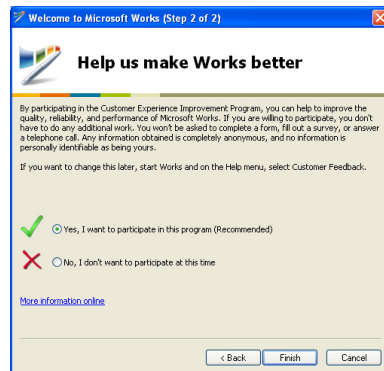 Welcome to Microsoft Works (Step 2 of 2)
Help us make Works better
By participating in the Customer Experience Improvement Program, you can help to improve the
quality, reliability, and performance of Microsoft Works. If you are willing to participate, you don't
have to do any additional work. You won't be asked to complete a form, fill out a survey, or answer
a telephone call. Any information obtained is completely anonymous, and no information is
personally identifiable as being yours.
If you want to change this later, start Works and on the Help menu, select Customer Feedback.
Yes, I want to participate in this program (Recommended)
No, I don't want to participate at this time
More information online
< Back Finish Cancel